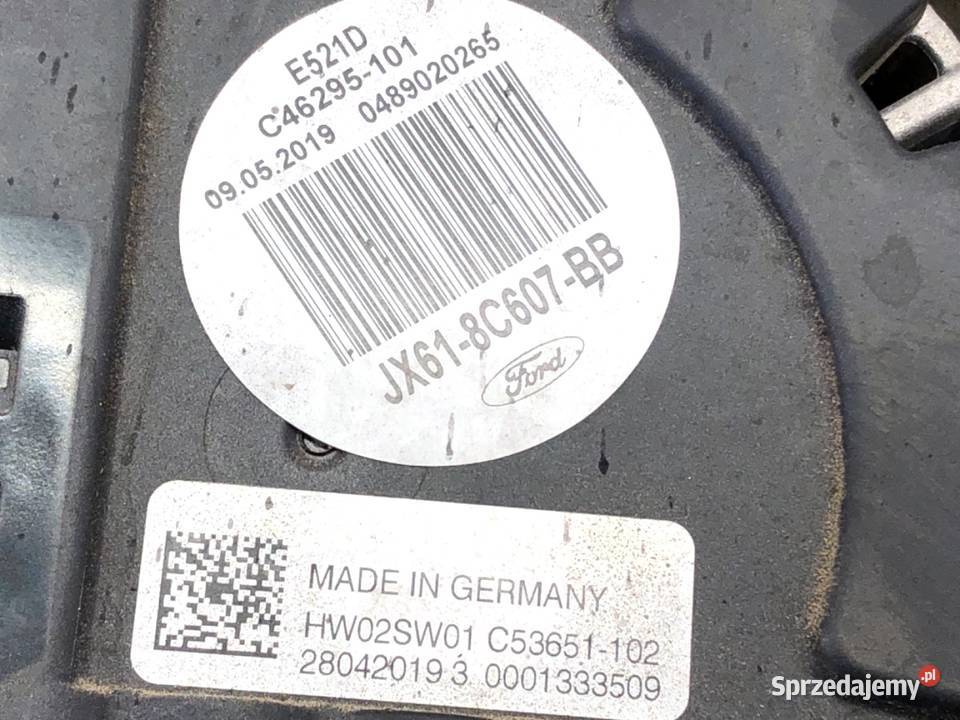 E521D
C46295-101
09.05.2019 0489020265
JX61-8C607-BB
Ford
MADE IN GERMANY
HW02SW01 C53651-102
28042019 3 0001333509
Sprzedajemy.pl